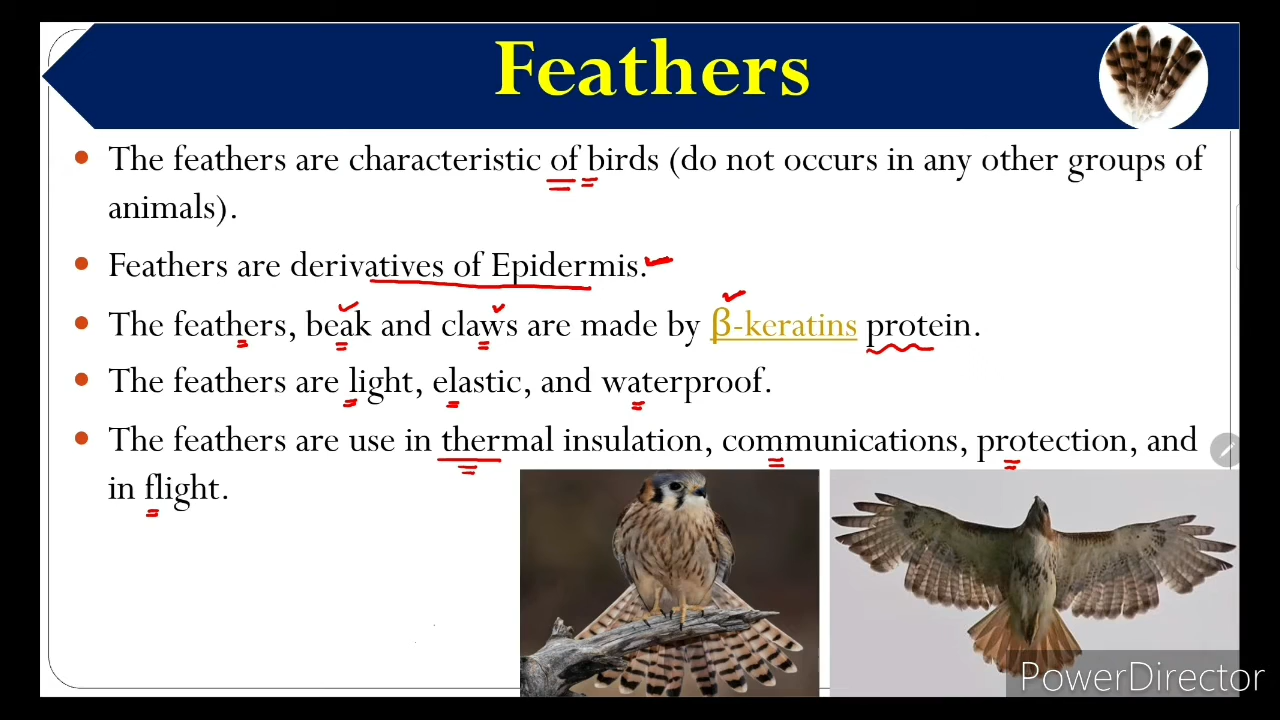 Feathers
The feathers are characteristic of birds (do not occurs in any other groups of
animals).
Feathers are derivatives of Epidermis.
The feathers, beak and claws are made by β-keratins protein.
The feathers are light, elastic, and waterproof.
The feathers are use in thermal insulation, communications, protection, and
in flight.
PowerDirector